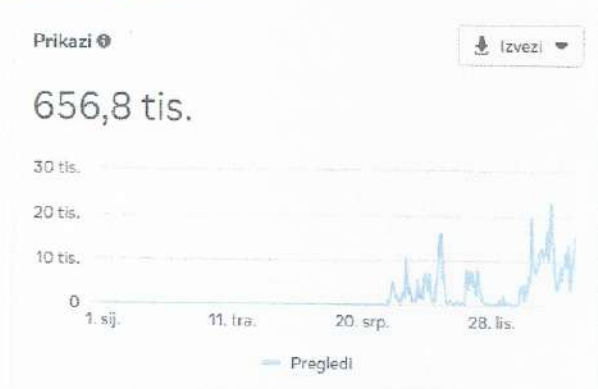 Prikazi
Izvezi
656,8 tis.
30 tis.
20 tis.
10 tis.
0
1. sij.
11. tra.
20. srp.
28. lis.
Pregledi